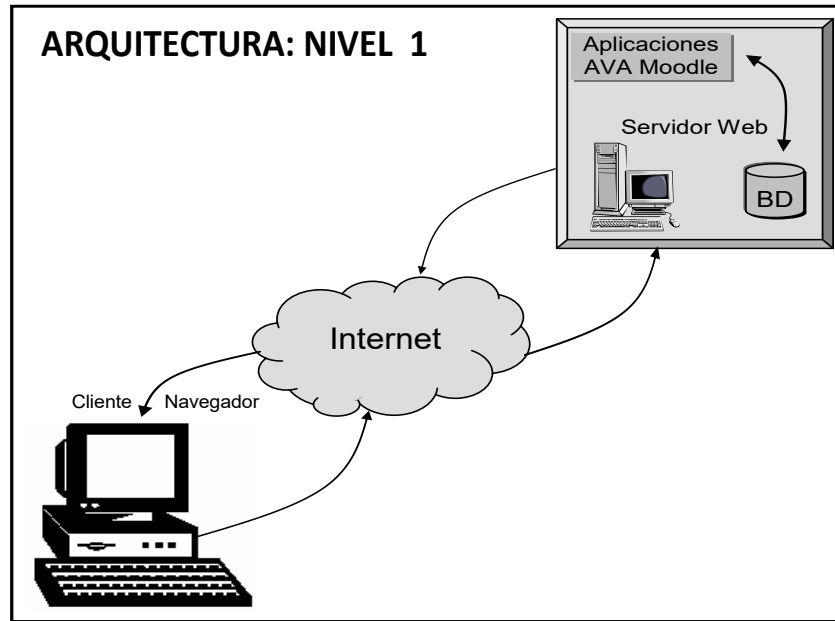 ARQUITECTURA: NIVEL 1
Aplicaciones
AVA Moodle
Servidor Web
BD
Internet
Cliente Navegador